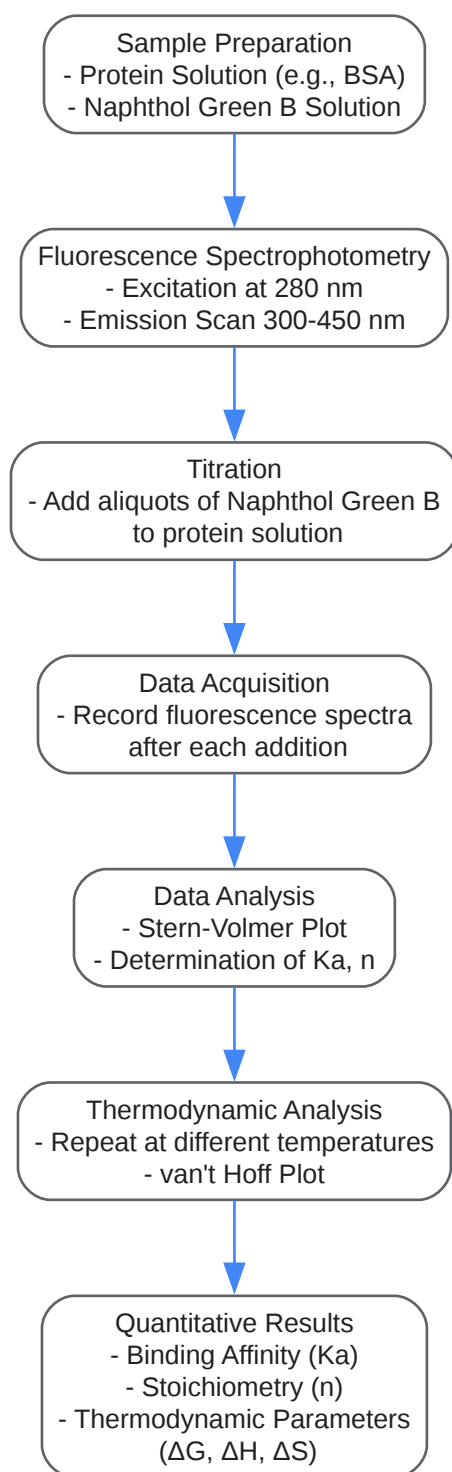 Sample Preparation
- Protein Solution (e.g., BSA)
- Naphthol Green B Solution
Fluorescence Spectrophotometry
- Excitation at 280 nm
- Emission Scan 300-450 nm
Titration
- Add aliquots of Naphthol Green B
to protein solution
Data Acquisition
- Record fluorescence spectra
after each addition
Data Analysis
- Stern-Volmer Plot
- Determination of Ka, n
Thermodynamic Analysis
- Repeat at different temperatures
- van't Hoff Plot
Quantitative Results
- Binding Affinity (Ka)
- Stoichiometry (n)
- Thermodynamic Parameters
(ΔG, ΔH, ΔS)